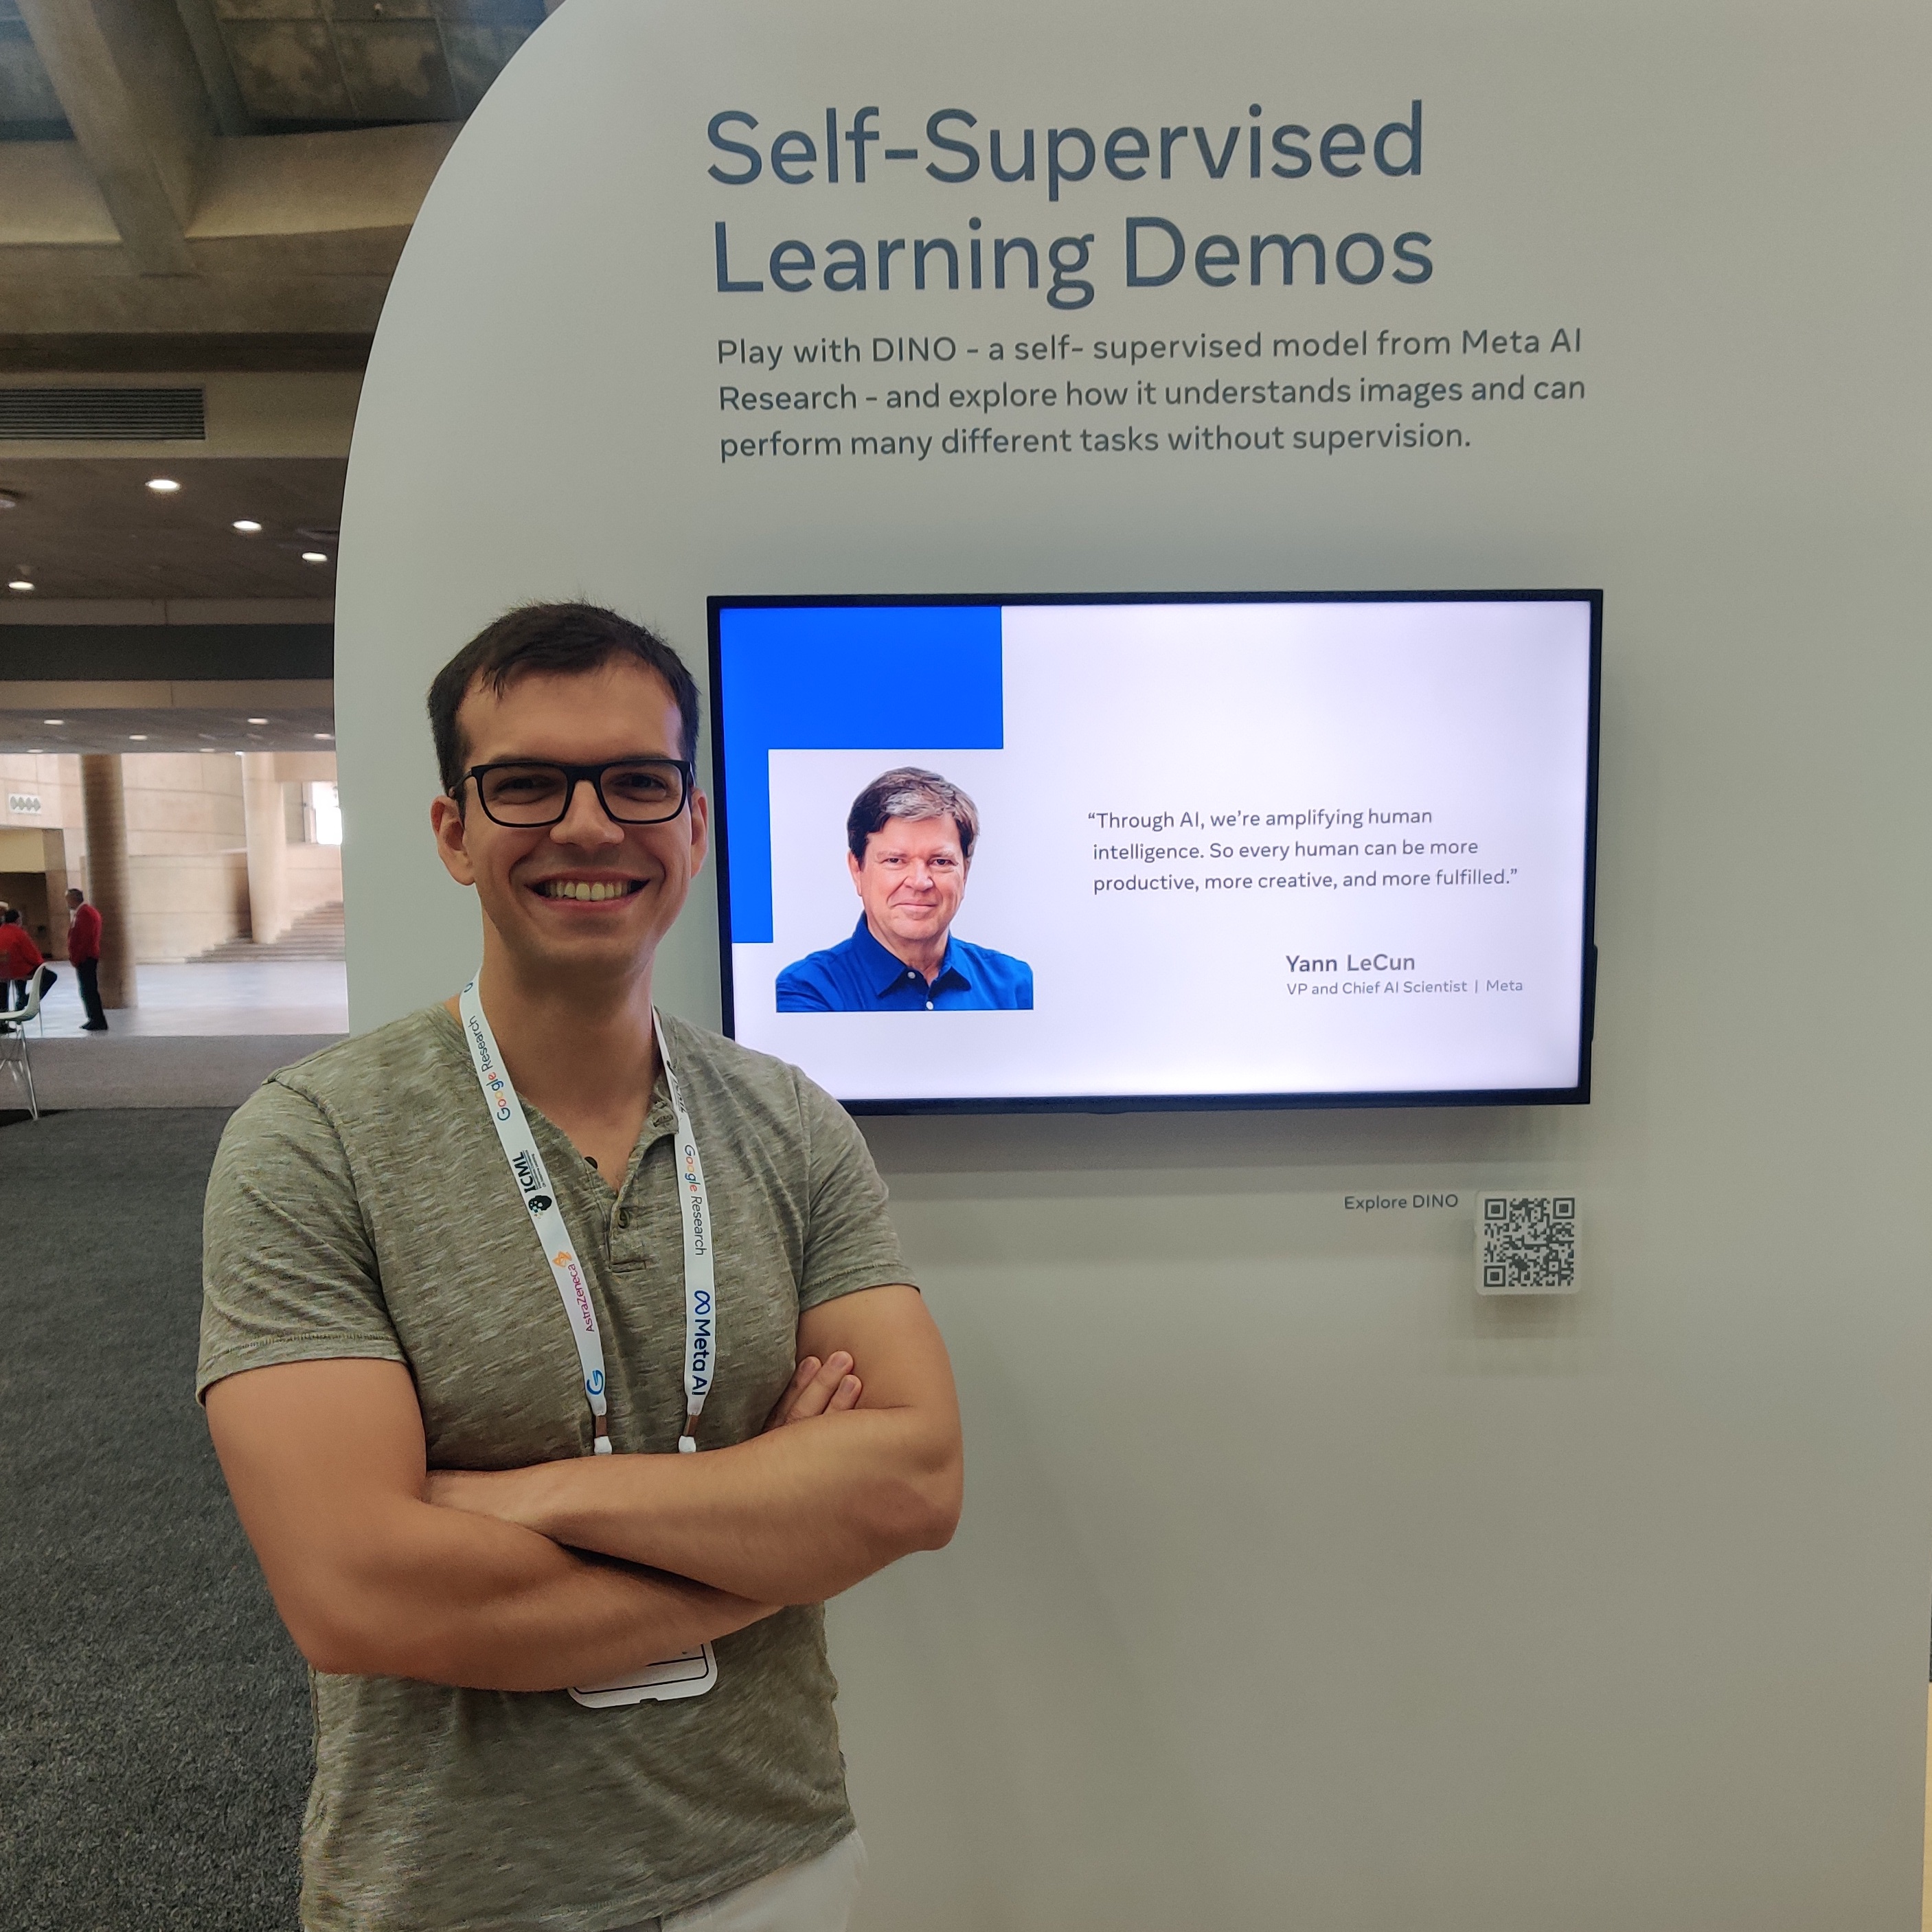 Self-Supervised
Learning Demos
Play with DINO - a self- supervised model from Meta AI
Research - and explore how it understands images and can
perform many different tasks without supervision.
“Through AI, we’re amplifying human
intelligence. So every human can be more
productive, more creative, and more fulfilled.”
Yann LeCun
VP and Chief AI Scientist | Meta
Explore DINO
Google Research
ICML
AstraZeneca
Google Research
Meta AI